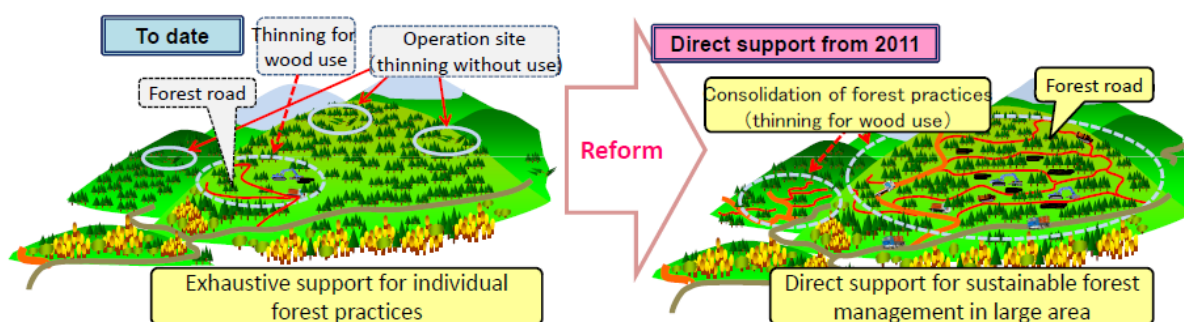 To date
Thinning for
wood use
Operation site
(thinning without use)
Forest road
Exhaustive support for individual
forest practices
Reform
Direct support from 2011
Consolidation of forest practices
（thinning for wood use）
Forest road
Direct support for sustainable forest
management in large area